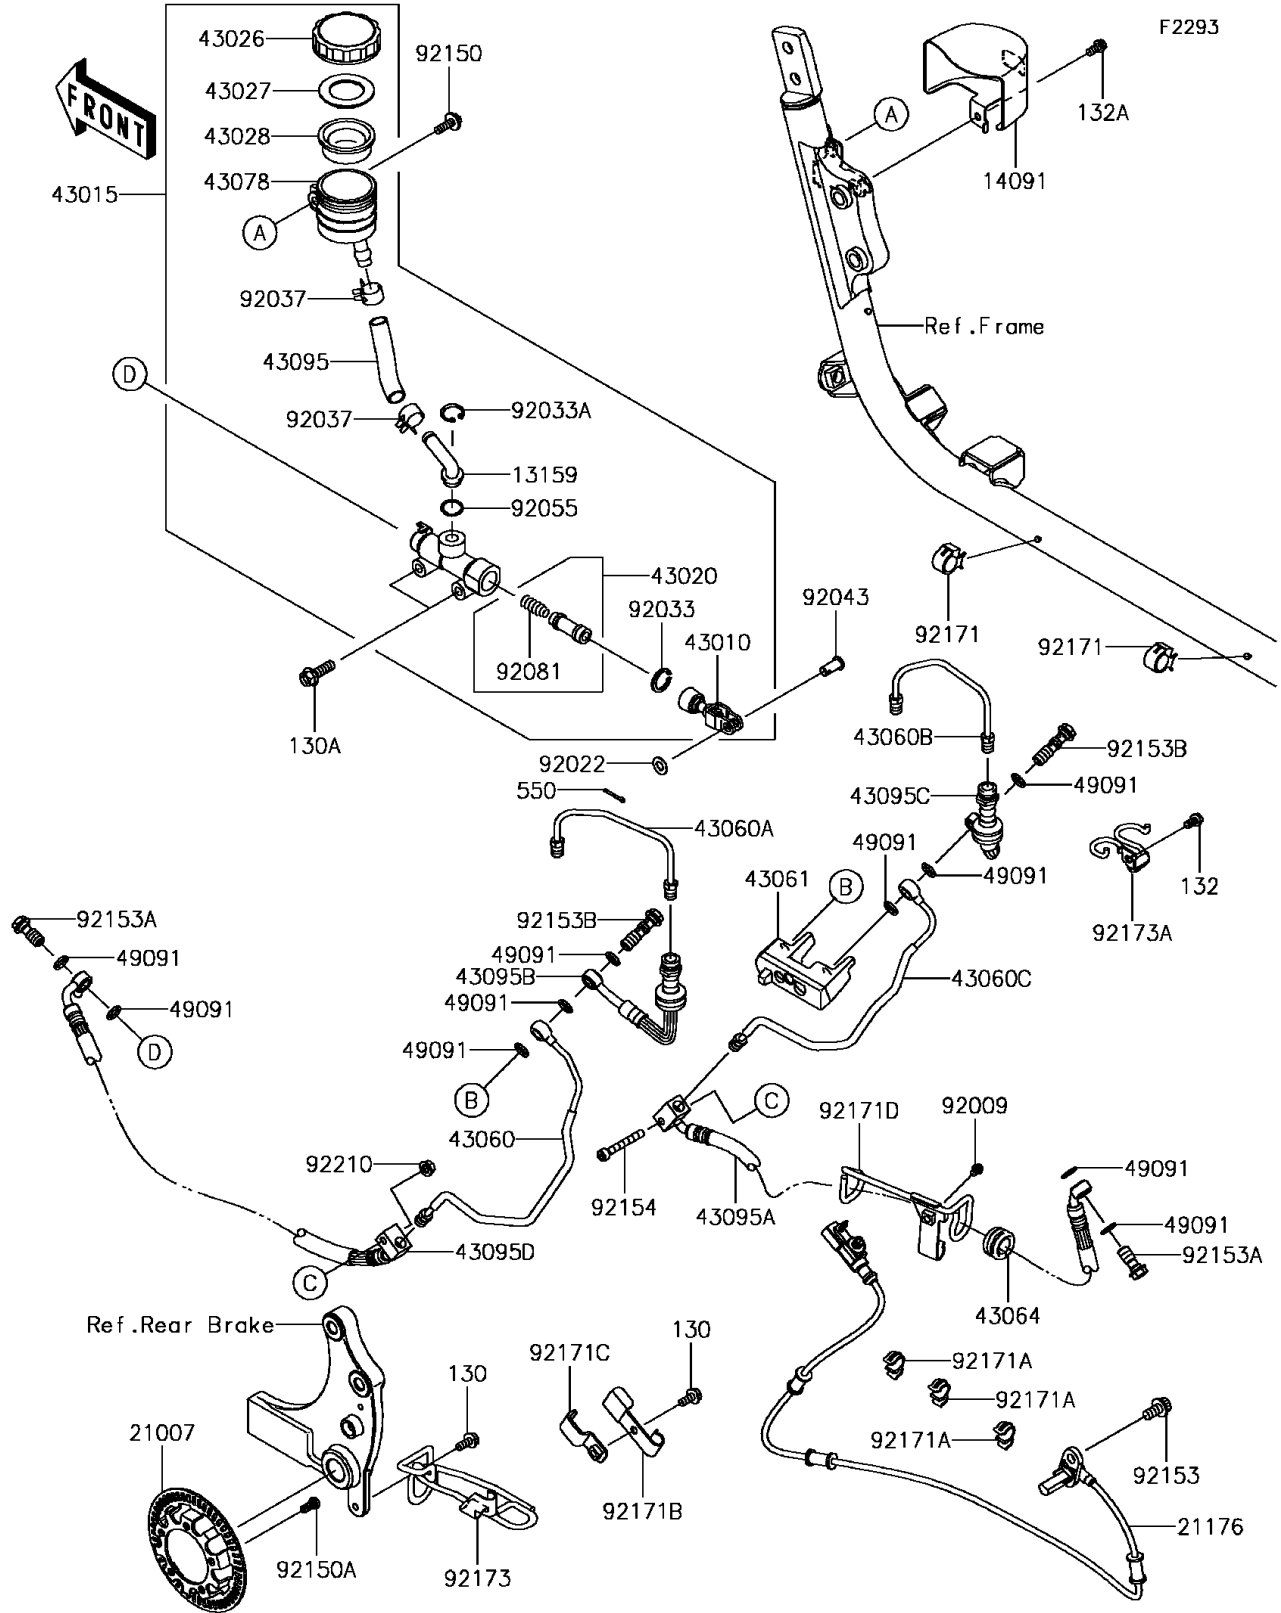 F2293
43026
92150
43027
FRONT
132A
A
43028
43078
14091
43015
A
92037
Ref.Frame
43095
D
92037
92033A
13159
92055
43020
92043
92033
43010
92171
92171
92081
130A
43060B
92153B
92022
43095C
49091
550
43060A
49091
49091
43061
B
132
92153A
92153B
92173A
49091
49091
43095B
43060C
49091
49091
D
49091
B
C
92171D
92009
43060
92210
49091
92154
43095A
49091
43095D
92153A
C
43064
Ref.Rear Brake
130
92171C
92171A
130
92171A
21007
92171A
92153
92171B
21176
92150A
92173